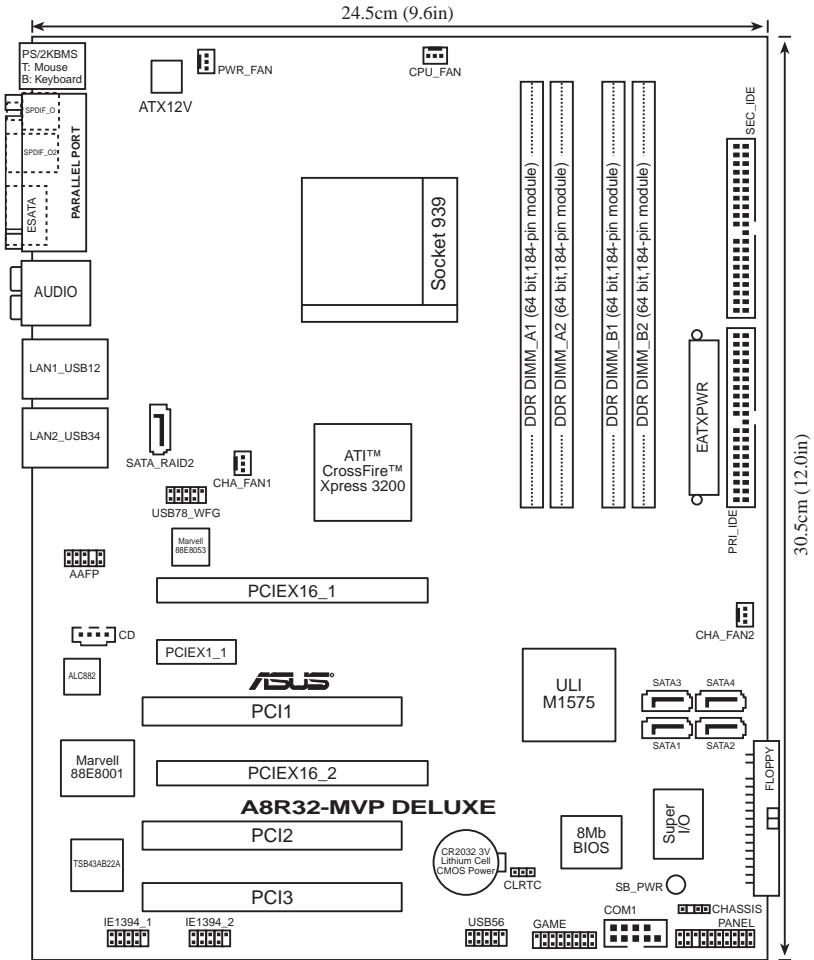 24.5cm (9.6in)
PS/2KBMS
T: Mouse
B: Keyboard
PWR_FAN
CPU_FAN
ATX12V
SPDIF_O
SPDIF_O2
ESATA
PARALLEL PORT
Socket 939
DDR DIMM_A1 (64 bit,184-pin module)
DDR DIMM_A2 (64 bit,184-pin module)
DDR DIMM_B1 (64 bit,184-pin module)
DDR DIMM_B2 (64 bit,184-pin module)
SEC_IDE
AUDIO
LAN1_USB12
EATXPWR
LAN2_USB34
SATA_RAID2
CHA_FAN1
ATI™
CrossFire™
Xpress 3200
30.5cm (12.0in)
USB78_WFG
PRI_IDE
Marvell
88E8053
AAFP
PCIEX16_1
CD
CHA_FAN2
PCIEX1_1
ALC882
ASUS
ULI
M1575
SATA3
SATA4
PCI1
SATA1
SATA2
Marvell
88E8001
PCIEX16_2
FLOPPY
A8R32-MVP DELUXE
Super
I/O
PCI2
8Mb
BIOS
CR2032 3V
Lithium Cell
CMOS Power
TSB43AB22A
CLRTC
SB_PWR
PCI3
CHASSIS
IE1394_1
IE1394_2
USB56
GAME
COM1
PANEL